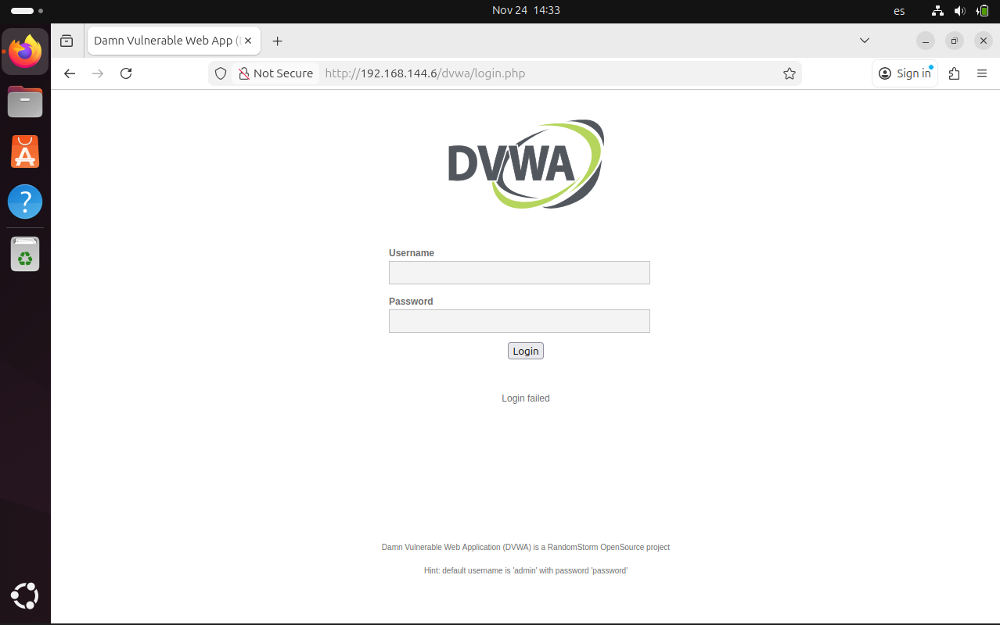 Nov 24 14:33
es
Damn Vulnerable Web App (
Not Secure
http://192.168.144.6/dvwa/login.php
Sign in
DVWA
Username
Password
Login
Login failed
Damn Vulnerable Web Application (DVWA) is a RandomStorm OpenSource project
Hint: default username is 'admin' with password 'password'